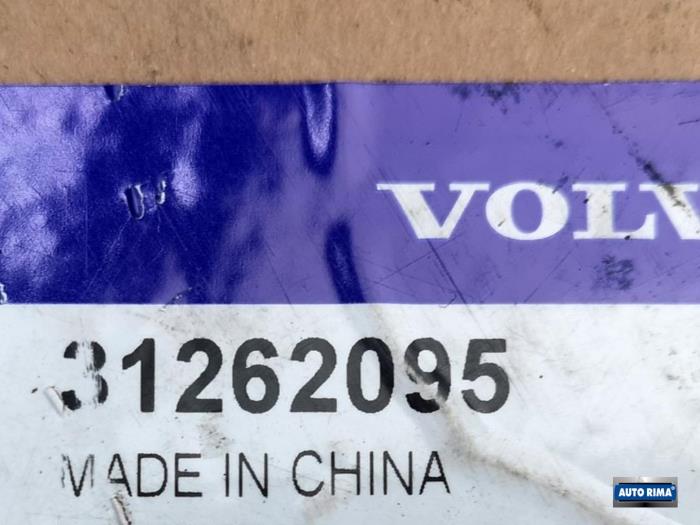 VOLV
31262095
MADE IN CHINA
AUTO RIMA